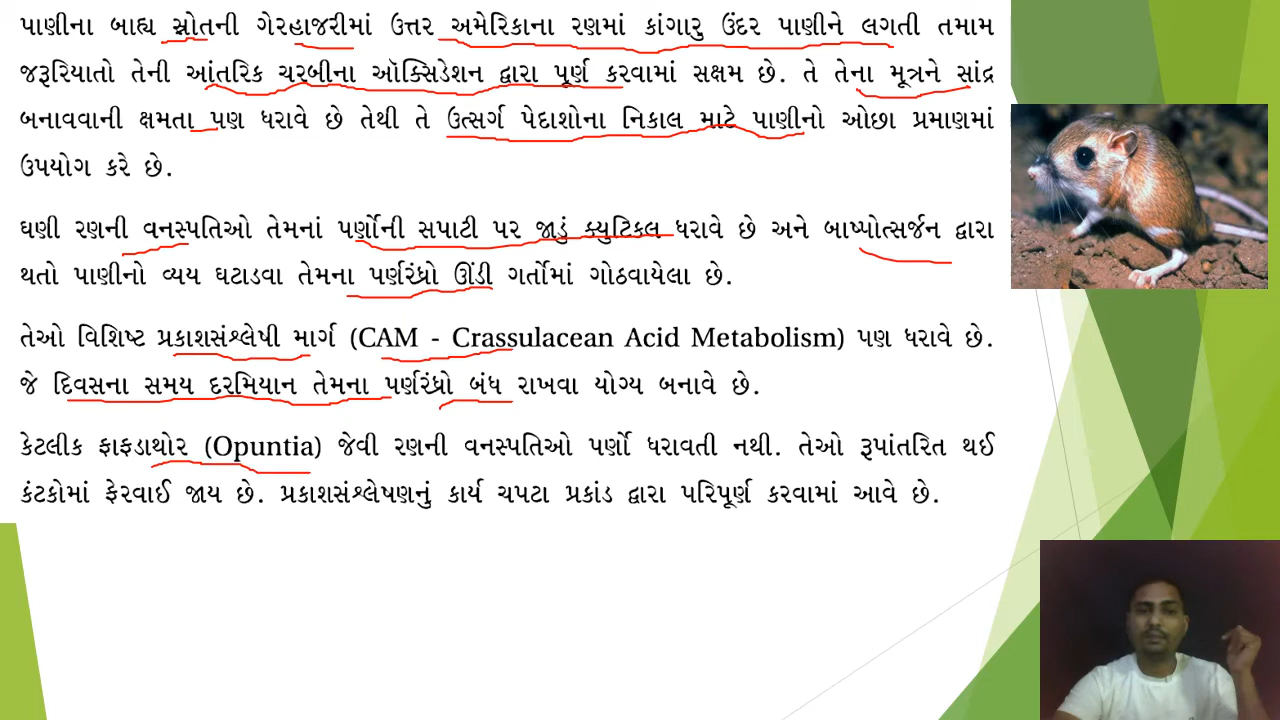 પાણીના બાહ્ય સ્રોતની ગેરહાજરીમાં ઉત્તર અમેરિકાના રણમાં કાંગારુ ઉંદર પાણીને લગતી તમામ
જરૂરિયાતો તેની આંતરિક ચરબીના ઑક્સિડેશન દ્વારા પૂર્ણ કરવામાં સક્ષમ છે. તે તેના મૂત્રને સાંદ્ર
બનાવવાની ક્ષમતા પણ ધરાવે છે તેથી તે ઉત્સર્ગ પેદાશોના નિકાલ માટે પાણીનો ઓછા પ્રમાણમાં
ઉપયોગ કરે છે.
ઘણી રણની વનસ્પતિઓ તેમનાં પર્ણોની સપાટી પર જાડું ક્યુટિકલ ધરાવે છે અને બાષ્પોત્સર્જન દ્વારા
થતો પાણીનો વ્યય ઘટાડવા તેમના પર્ણરંધ્રો ઊંડી ગર્તોમાં ગોઠવાયેલા છે.
તેઓ વિશિષ્ટ પ્રકાશસંશ્લેષી માર્ગ (CAM - Crassulacean Acid Metabolism) પણ ધરાવે છે.
જે દિવસના સમય દરમિયાન તેમના પર્ણરંધ્રો બંધ રાખવા યોગ્ય બનાવે છે.
કેટલીક ફાફડાથોર (Opuntia) જેવી રણની વનસ્પતિઓ પર્ણો ધરાવતી નથી. તેઓ રૂપાંતરિત થઈ
કંટકોમાં ફેરવાઈ જાય છે. પ્રકાશસંશ્લેષણનું કાર્ય ચપટા પ્રકાંડ દ્વારા પરિપૂર્ણ કરવામાં આવે છે.